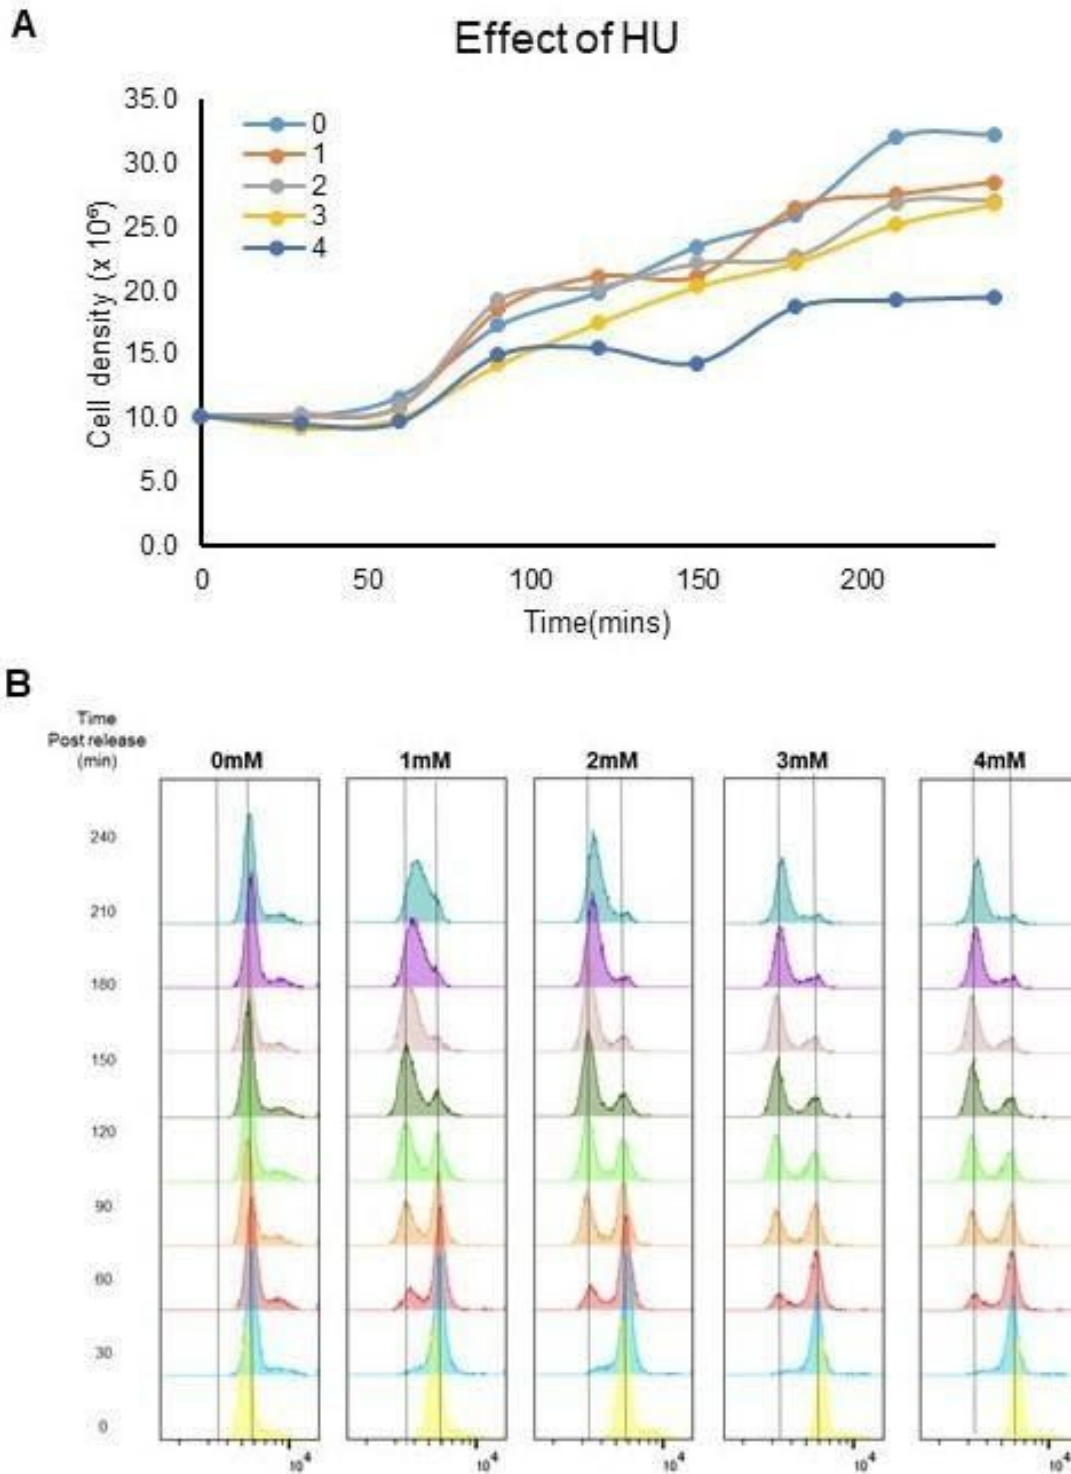 A
Effect of HU
35.0
30.0
25.0
20.0
15.0
10.0
5.0
0.0
Cell density (x 10⁶)
0
1
2
3
4
0 50 100 150 200
Time(mins)
B
Time
Post release
(min)
0mM 1mM 2mM 3mM 4mM
240
210
180
150
120
90
60
30
0
10⁴ 10⁴ 10⁴ 10⁴ 10⁴